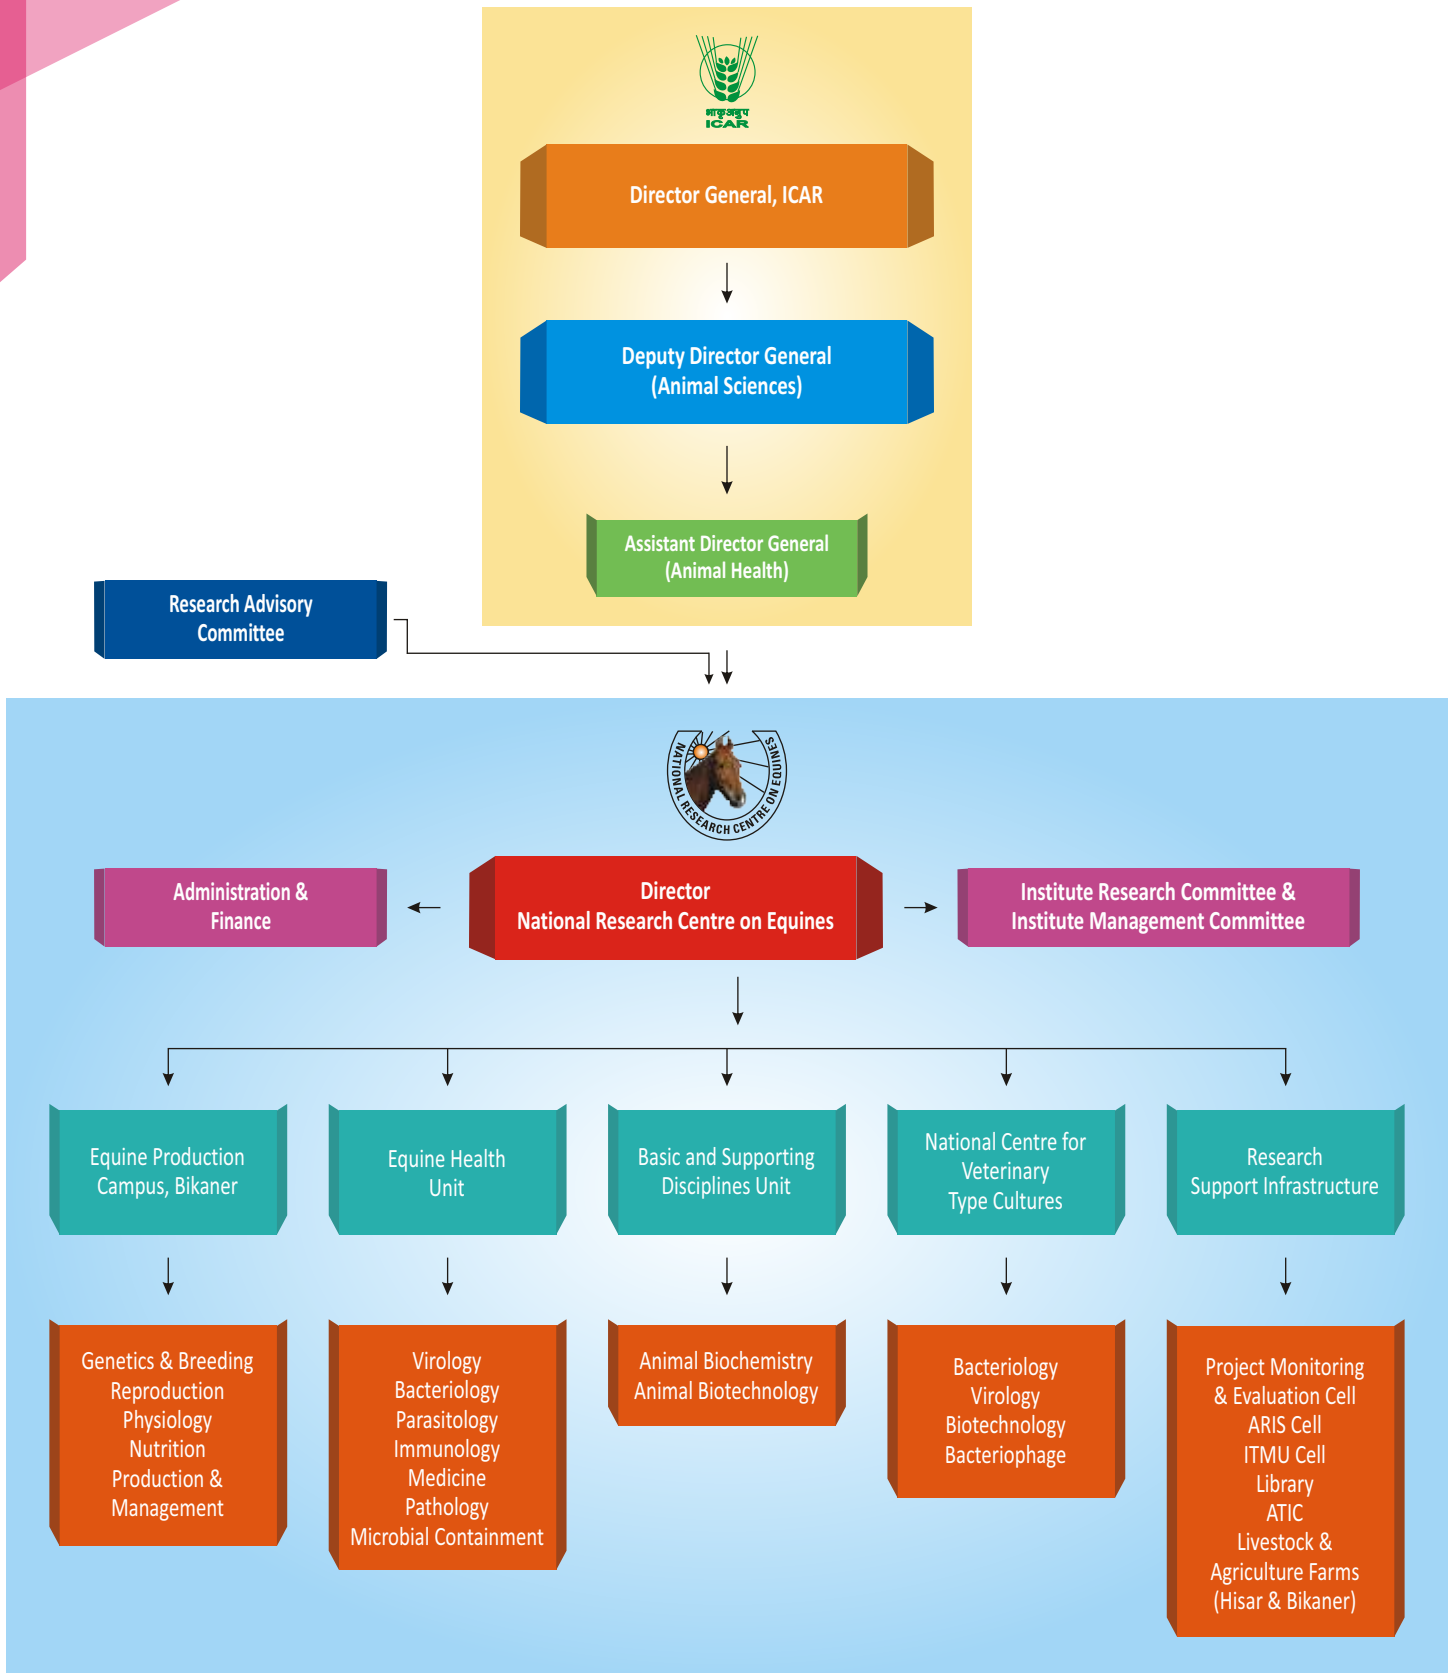 भाकृअनुप
ICAR
Director General, ICAR
Deputy Director General
(Animal Sciences)
Assistant Director General
(Animal Health)
Research Advisory
Committee
NATIONAL RESEARCH CENTRE ON EQUINES
Administration &
Finance
Director
National Research Centre on Equines
Institute Research Committee &
Institute Management Committee
Equine Production
Campus, Bikaner
Equine Health
Unit
Basic and Supporting
Disciplines Unit
National Centre for
Veterinary
Type Cultures
Research
Support Infrastructure
Genetics & Breeding
Reproduction
Physiology
Nutrition
Production &
Management
Virology
Bacteriology
Parasitology
Immunology
Medicine
Pathology
Microbial Containment
Animal Biochemistry
Animal Biotechnology
Bacteriology
Virology
Biotechnology
Bacteriophage
Project Monitoring
& Evaluation Cell
ARIS Cell
ITMU Cell
Library
ATIC
Livestock &
Agriculture Farms
(Hisar & Bikaner)